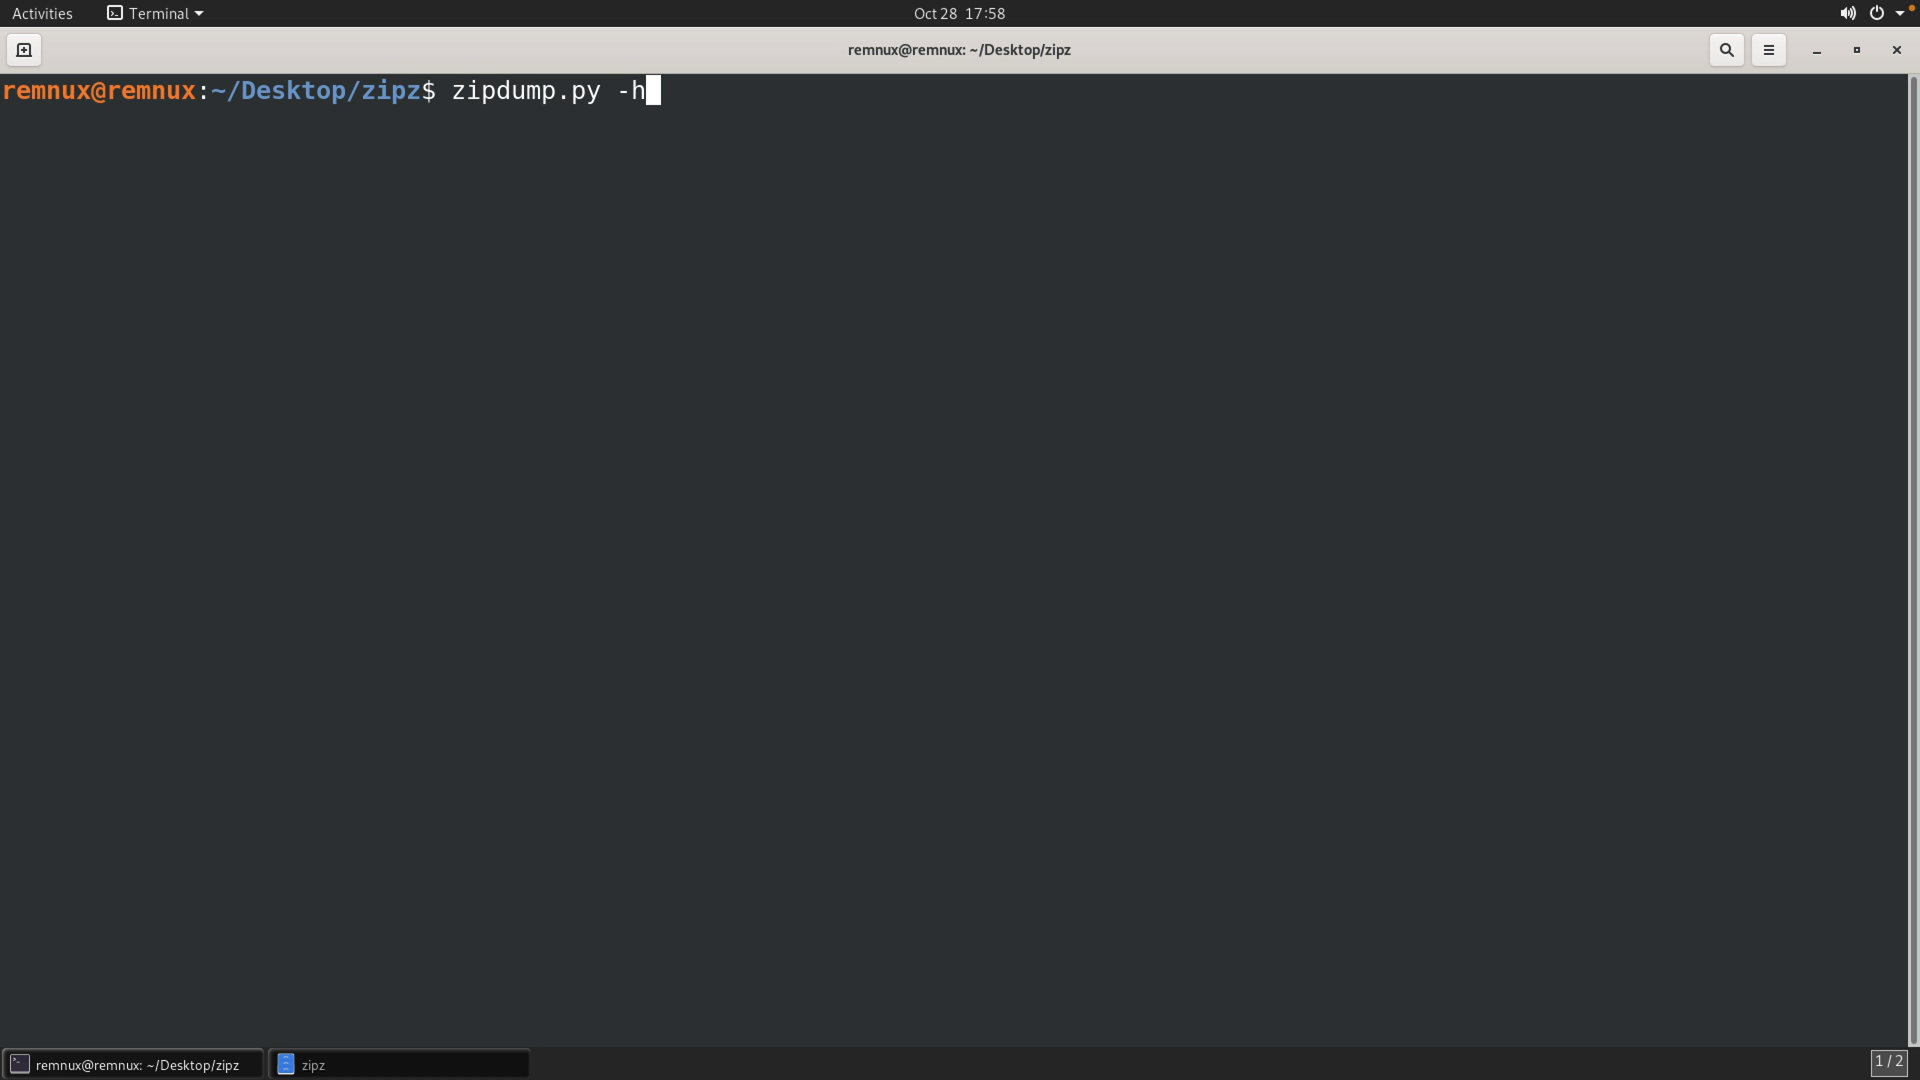 Activities
Terminal
Oct 28 17:58
remnux@remnux: ~/Desktop/zipz
remnux@remnux:~/Desktop/zipz$ zipdump.py -h
remnux@remnux: ~/Desktop/zipz
zipz
1 / 2